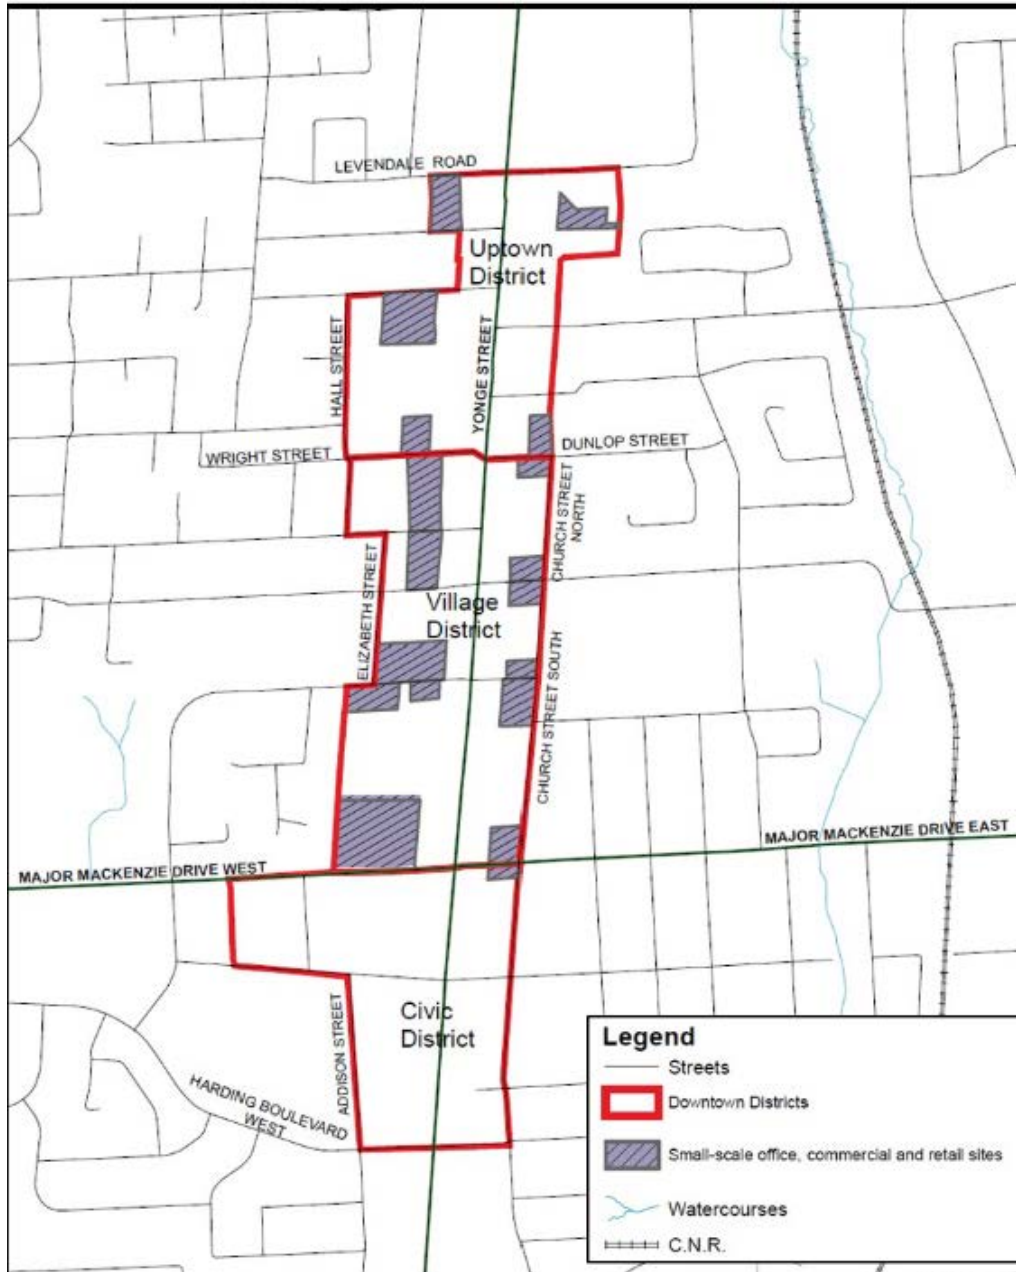 LEVENDALE ROAD
Uptown
District
HALL STREET
YONGE STREET
WRIGHT STREET
DUNLOP STREET
CHURCH STREET
NORTH
ELIZABETH STREET
Village
District
CHURCH STREET SOUTH
MAJOR MACKENZIE DRIVE EAST
MAJOR MACKENZIE DRIVE WEST
Civic
District
ADDISON STREET
HARDING BOULEVARD
WEST
Legend
Streets
Downtown Districts
Small-scale office, commercial and retail sites
Watercourses
C.N.R.